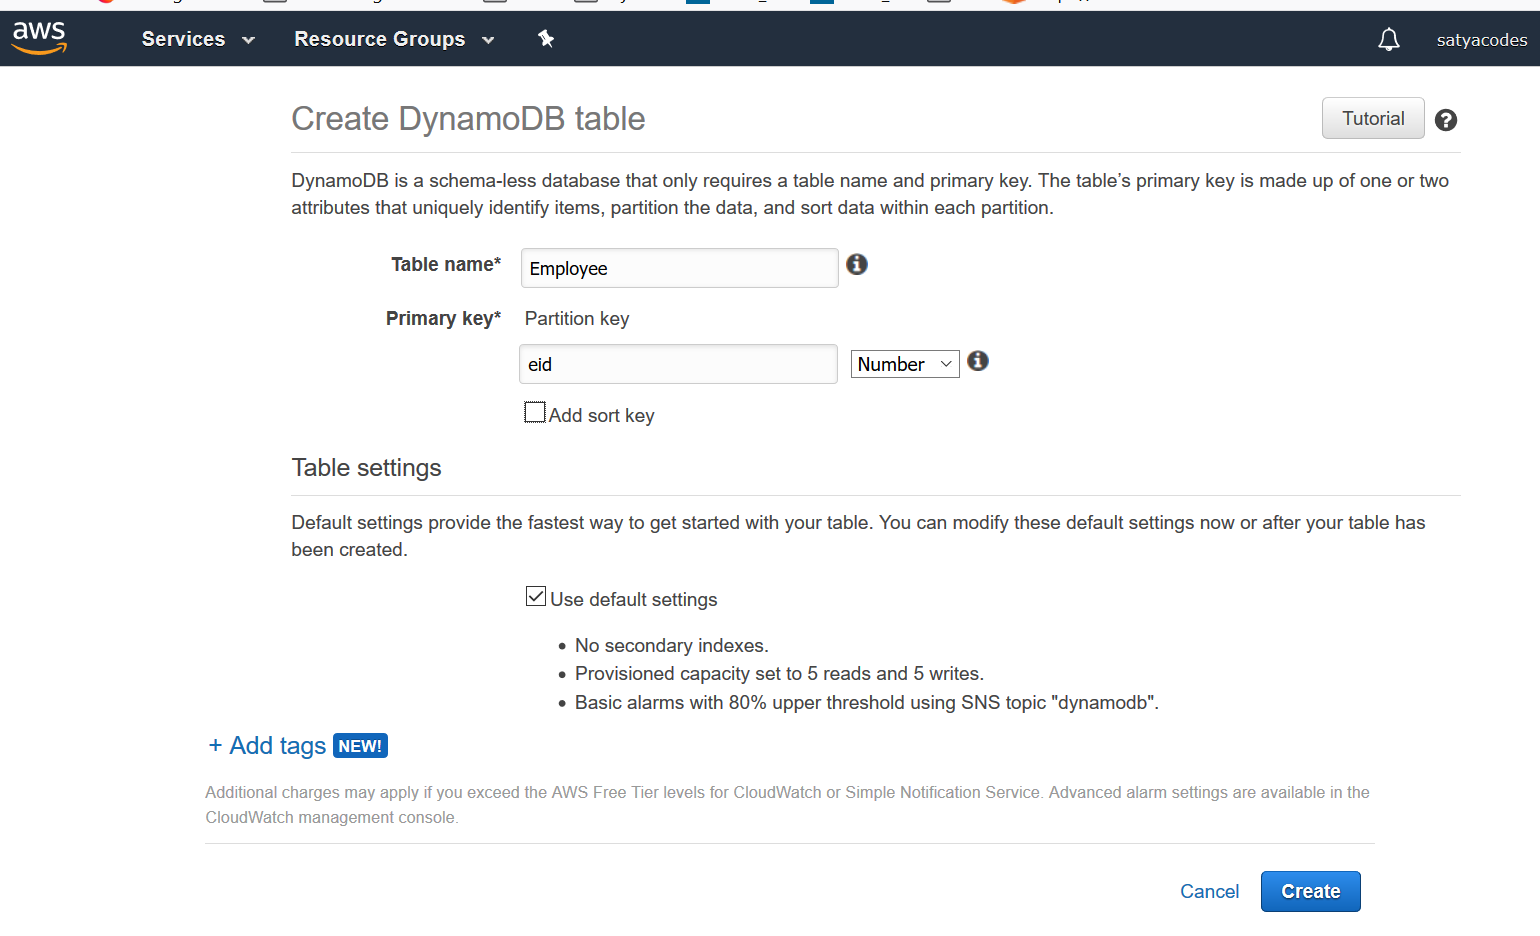 aws Services Resource Groups satyacodes
Create DynamoDB table Tutorial ?
DynamoDB is a schema-less database that only requires a table name and primary key. The table’s primary key is made up of one or two
attributes that uniquely identify items, partition the data, and sort data within each partition.
Table name* Employee i
Primary key* Partition key
eid Number i
Add sort key
Table settings
Default settings provide the fastest way to get started with your table. You can modify these default settings now or after your table has
been created.
Use default settings
• No secondary indexes.
• Provisioned capacity set to 5 reads and 5 writes.
• Basic alarms with 80% upper threshold using SNS topic "dynamodb".
+ Add tags NEW!
Additional charges may apply if you exceed the AWS Free Tier levels for CloudWatch or Simple Notification Service. Advanced alarm settings are available in the
CloudWatch management console.
Cancel Create